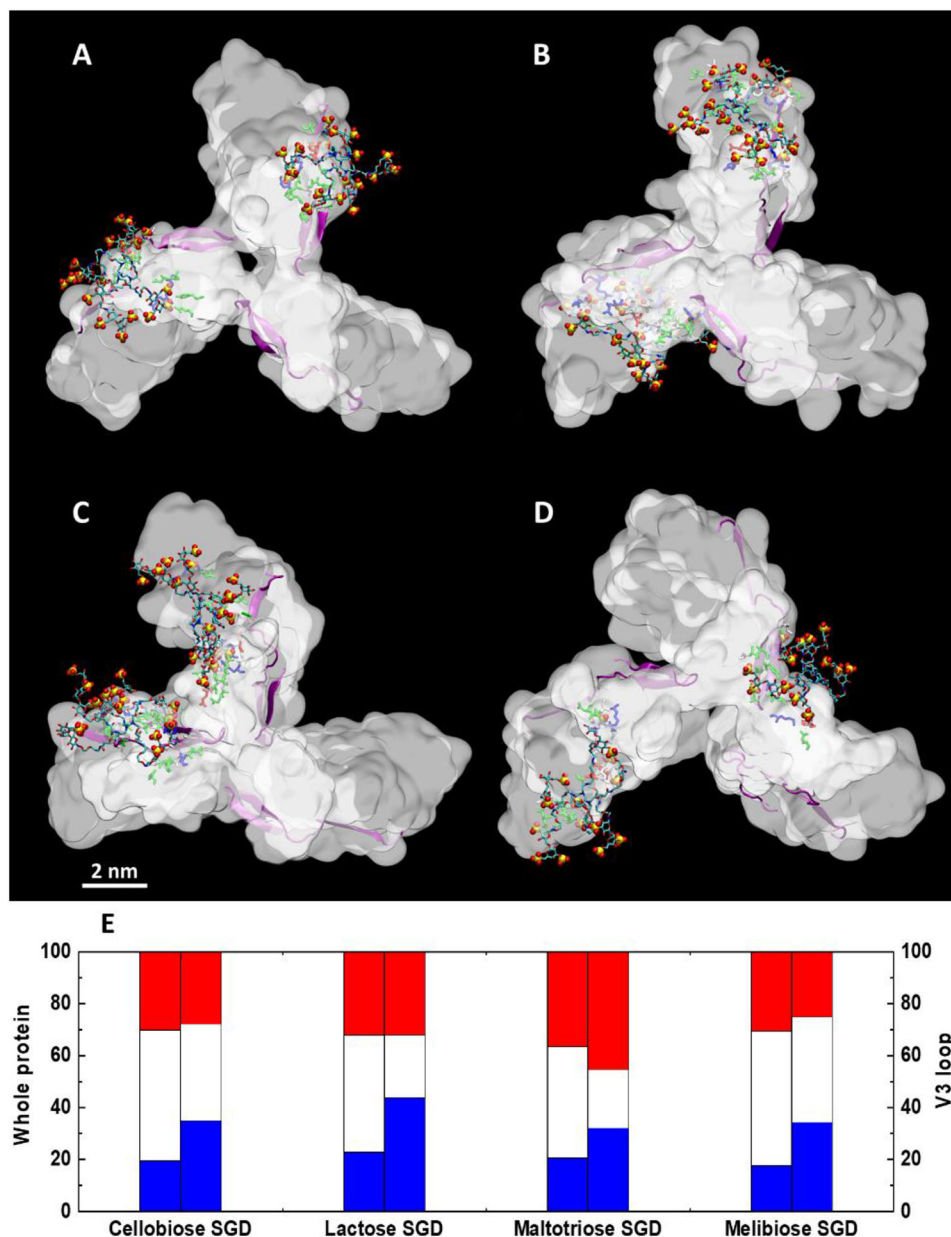 A
B
C
D
2 nm
E
100
80
60
40
20
0
Whole protein
100
80
60
40
20
0
V3 loop
Cellobiose SGD
Lactose SGD
Maltotriose SGD
Melibiose SGD